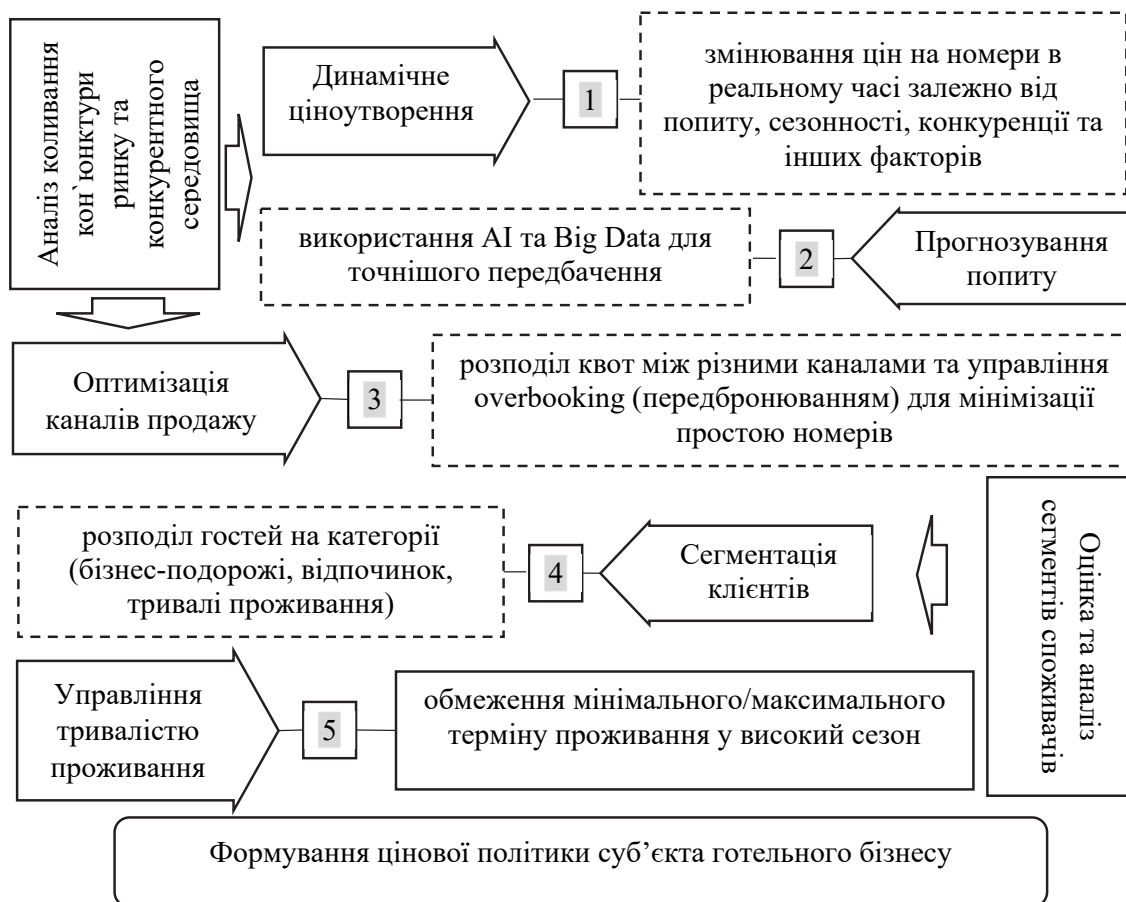 Аналіз коливання
кон`юнктури
ринку та
конкурентного
середовища
Динамічне
ціноутворення
1
змінювання цін на номери в
реальному часі залежно від
попиту, сезонності, конкуренції та
інших факторів
використання AI та Big Data для
точнішого передбачення
2
Прогнозування
попиту
Оптимізація
каналів продажу
3
розподіл квот між різними каналами та управління
overbooking (передбронюванням) для мінімізації
простою номерів
розподіл гостей на категорії
(бізнес-подорожі, відпочинок,
тривалі проживання)
4
Сегментація
клієнтів
Оцінка та аналіз
сегментів споживачів
Управління
тривалістю
проживання
5
обмеження мінімального/максимального
терміну проживання у високий сезон
Формування цінової політики суб’єкта готельного бізнесу